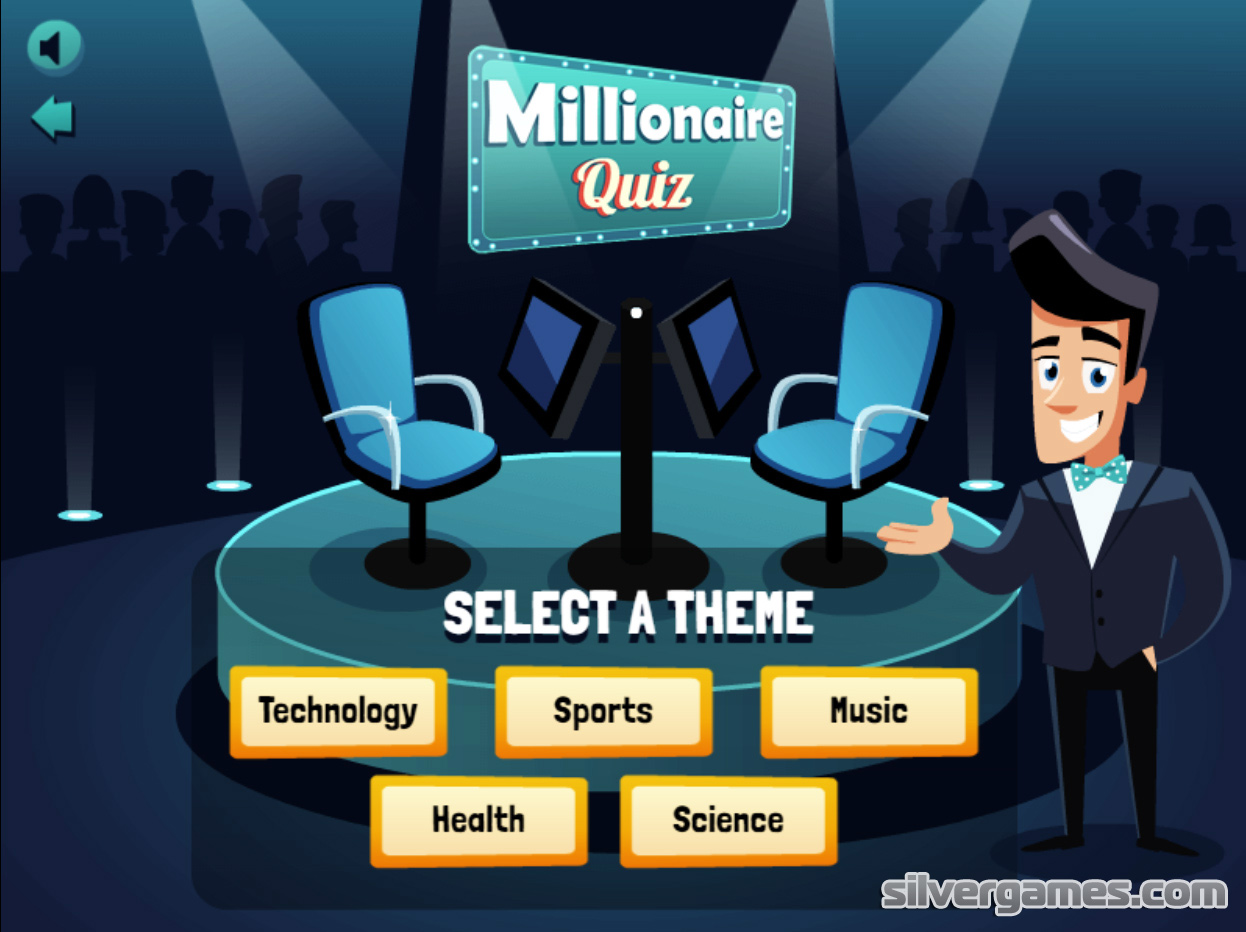 Millionaire
Quiz
SELECT A THEME
Technology Sports Music
Health Science
silvergames.com